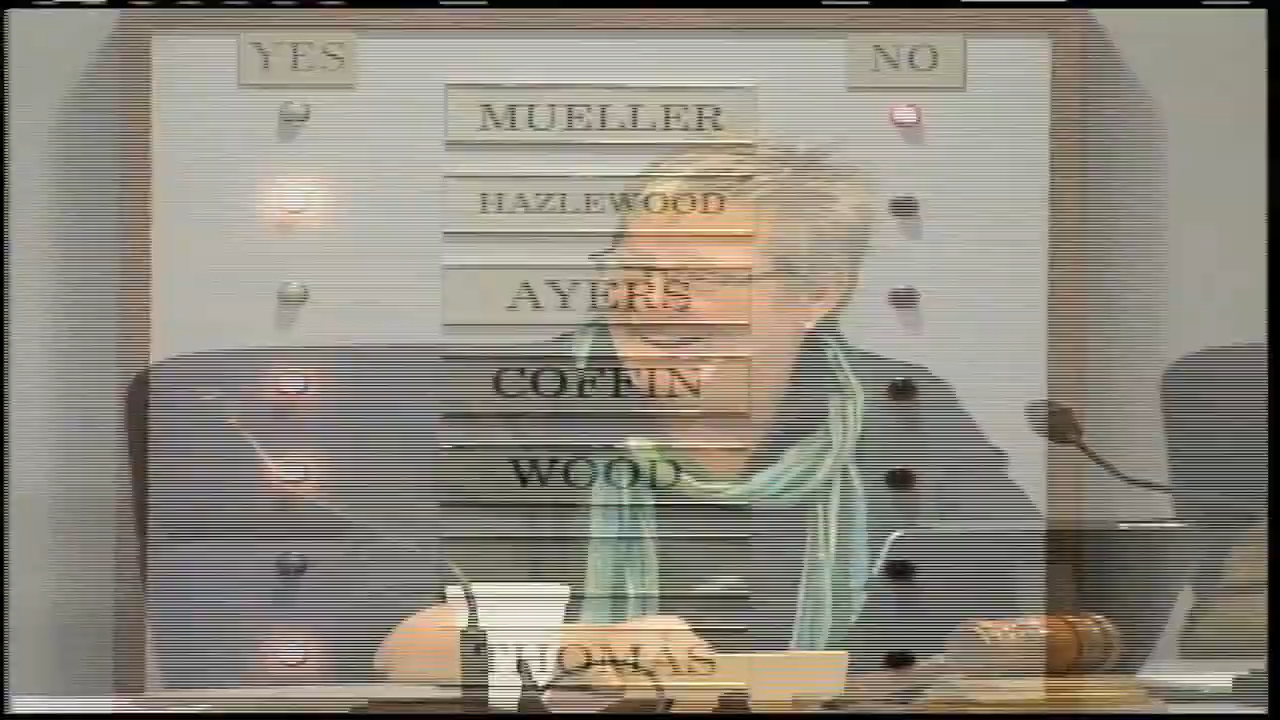 YES NO
MUELLER
HAZLEWOOD
AYERS
COFFIN
WOOD
THOMAS